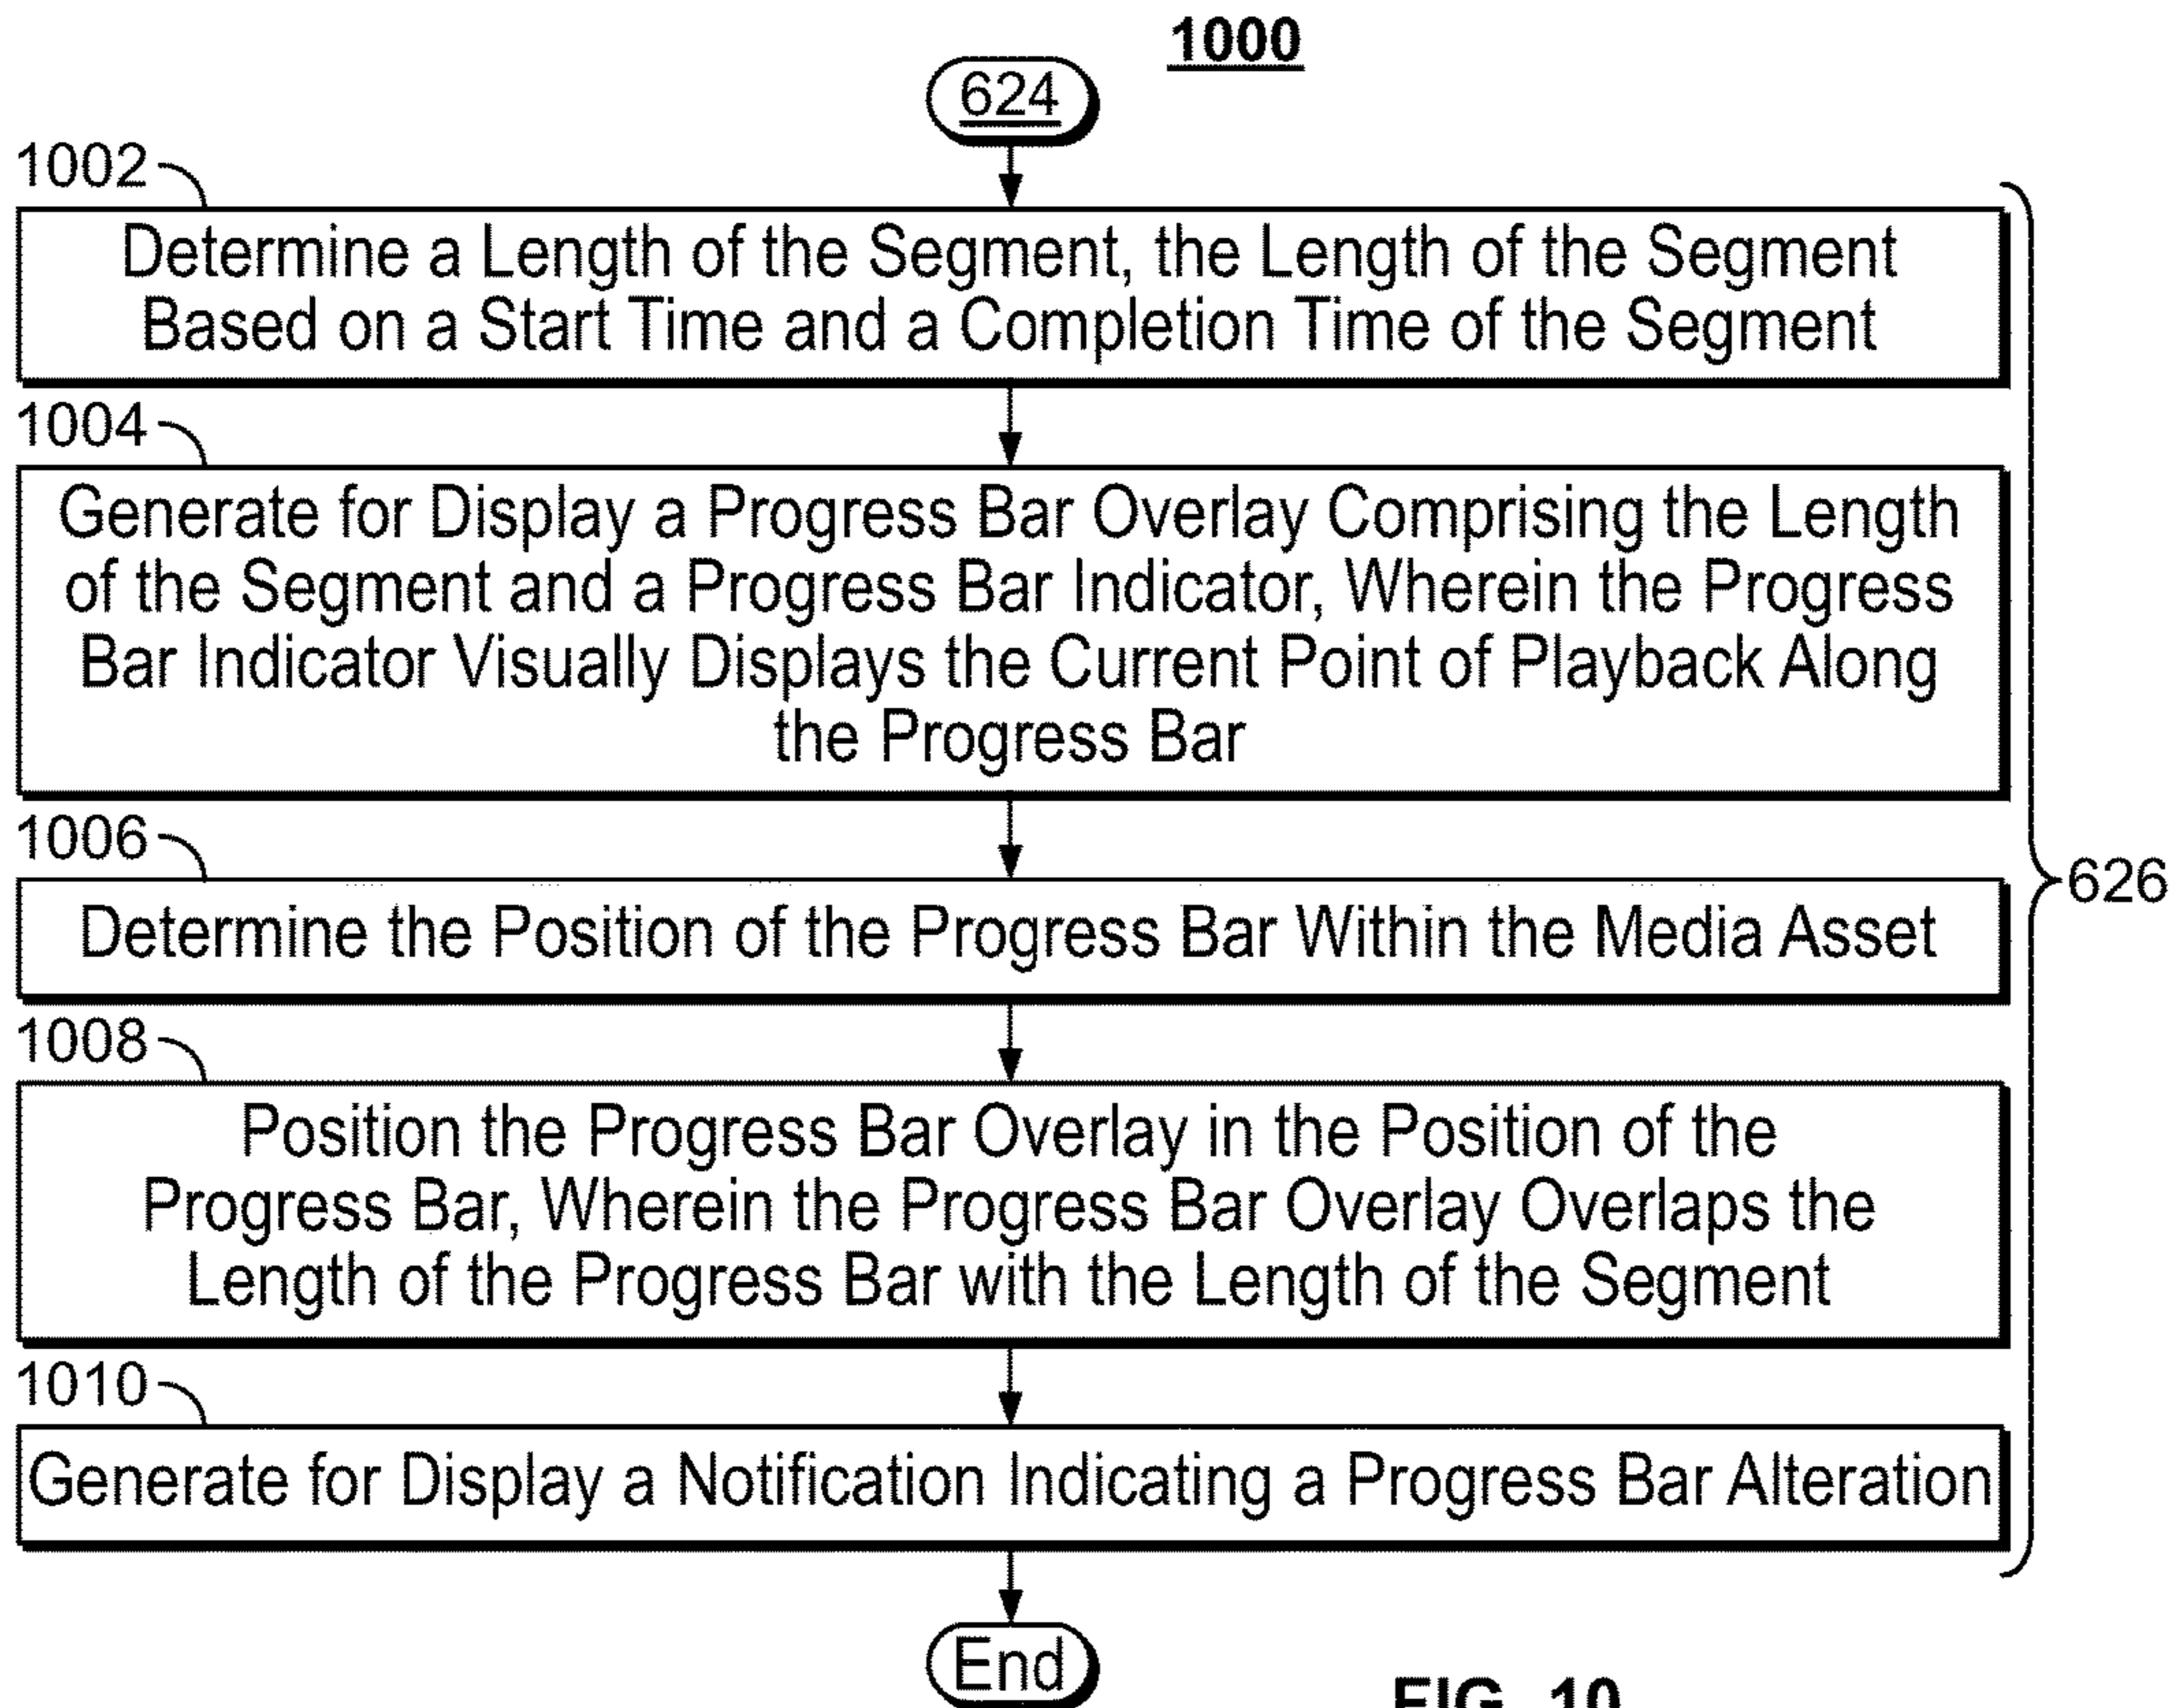 1000
624
1002
Determine a Length of the Segment, the Length of the Segment
Based on a Start Time and a Completion Time of the Segment
1004
Generate for Display a Progress Bar Overlay Comprising the Length
of the Segment and a Progress Bar Indicator, Wherein the Progress
Bar Indicator Visually Displays the Current Point of Playback Along
the Progress Bar
1006
626
Determine the Position of the Progress Bar Within the Media Asset
1008
Position the Progress Bar Overlay in the Position of the
Progress Bar, Wherein the Progress Bar Overlay Overlaps the
Length of the Progress Bar with the Length of the Segment
1010
Generate for Display a Notification Indicating a Progress Bar Alteration
End
FIG. 10